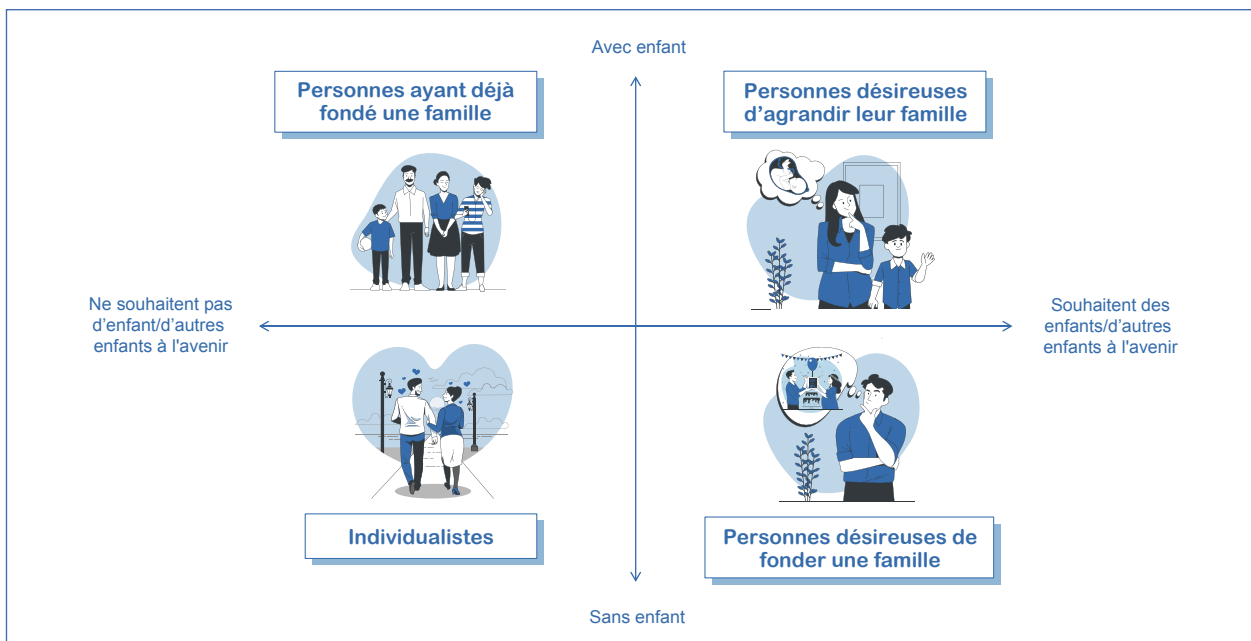 Avec enfant
Personnes ayant déjà
fondé une famille
Personnes désireuses
d’agrandir leur famille
Ne souhaitent pas
d’enfant/d’autres
enfants à l'avenir
Souhaitent des
enfants/d’autres
enfants à l'avenir
Individualistes
Personnes désireuses de
fonder une famille
Sans enfant